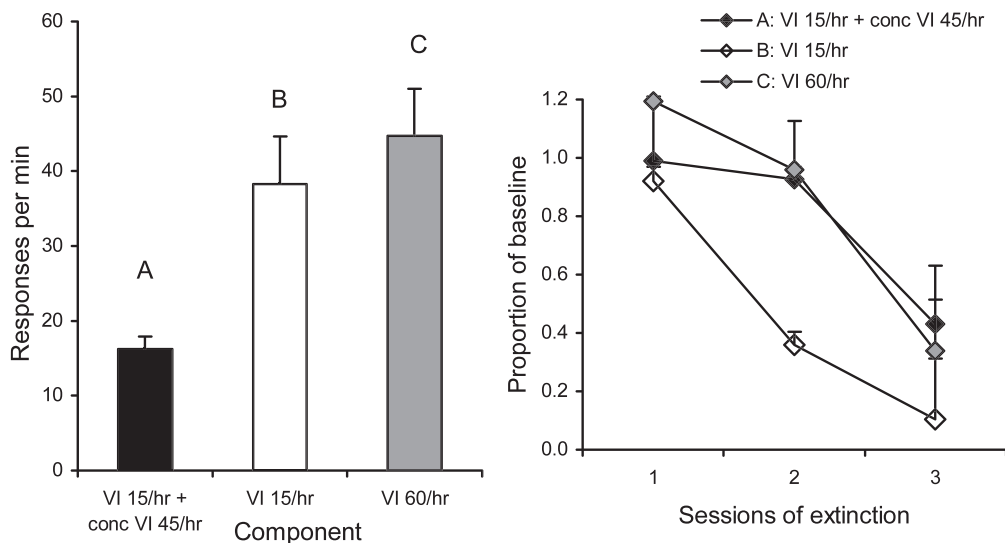 Responses per min
60
50
40
30
20
10
0
A
B
C
VI 15/hr +
conc VI 45/hr
VI 15/hr
VI 60/hr
Component
A: VI 15/hr + conc VI 45/hr
B: VI 15/hr
C: VI 60/hr
Proportion of baseline
1.2
1.0
0.8
0.6
0.4
0.2
0.0
1
2
3
Sessions of extinction